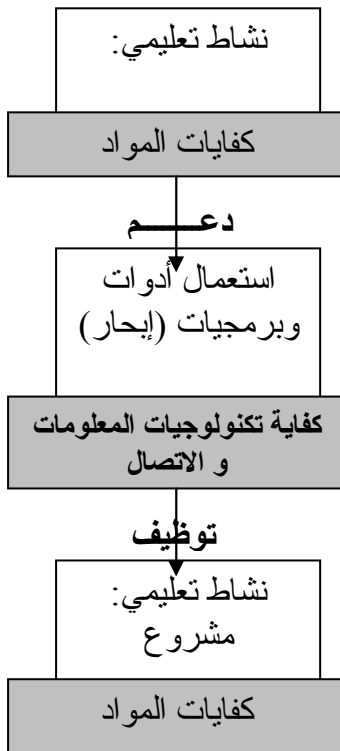 نشاط تعليمي:
كفايات المواد
دعـــــم
استعمال أدوات
وبرمجيات (إبحار)
كفاية تكنولوجيات المعلومات
و الاتصال
توظيف
نشاط تعليمي:
مشروع
كفايات المواد